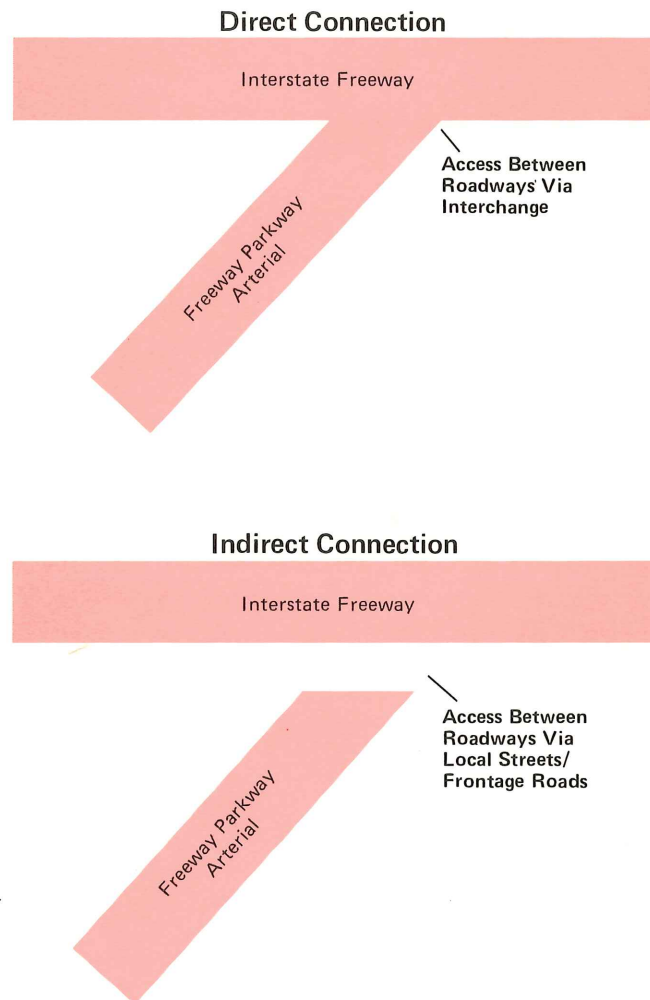 Direct Connection
Interstate Freeway
Access Between
Roadways Via
Interchange
Freeway Parkway
Arterial
Indirect Connection
Interstate Freeway
Access Between
Roadways Via
Local Streets/
Frontage Roads
Freeway Parkway
Arterial